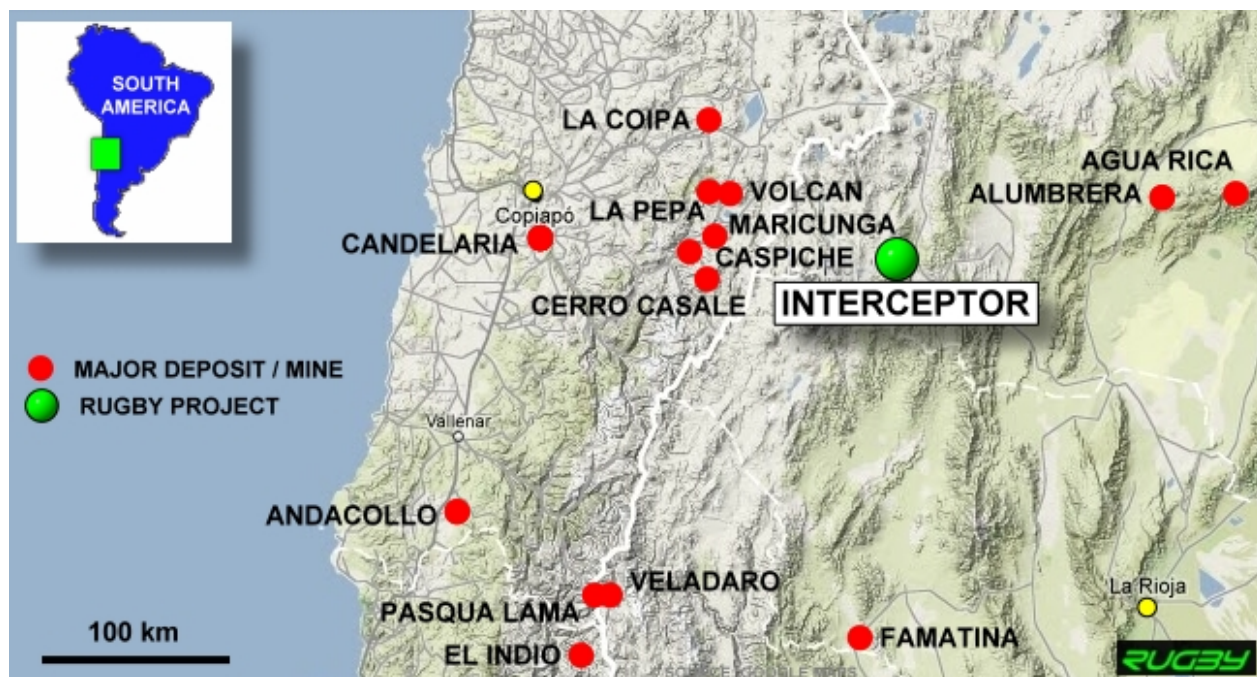 SOUTH
AMERICA
LA COIPA
AGUA RICA
ALUMBRERA
VOLCAN
LA PEPA
Copiapó
MARICUNGA
CANDELARIA
CASPICHE
CERRO CASALE
INTERCEPTOR
MAJOR DEPOSIT / MINE
RUGBY PROJECT
Vallenar
ANDACOLLO
VELADARO
PASQUA LAMA
La Rioja
100 km
FAMATINA
EL INDIO
RUGBY